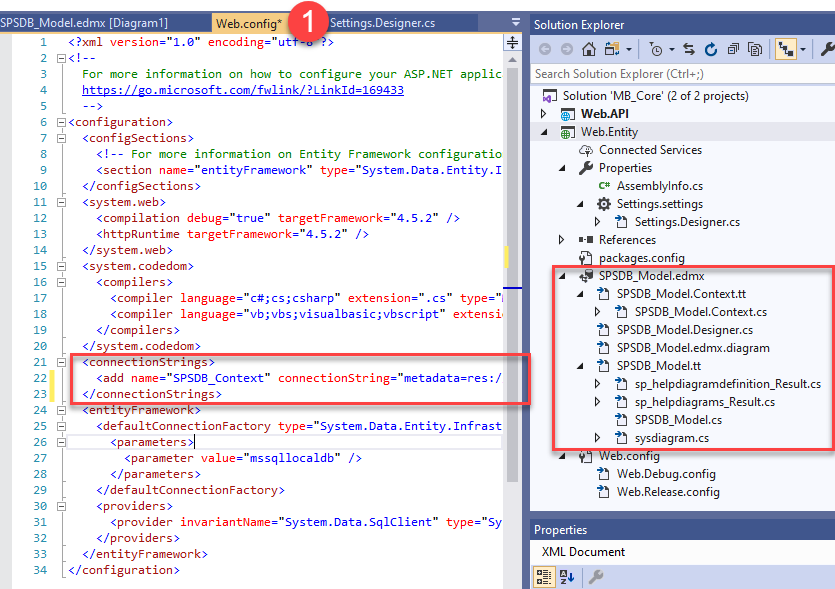 SPSDB_Model.edmx [Diagram1]
Web.config*
1
Settings.Designer.cs
1 <?xml version="1.0" encoding="utf-8"?>
2 <!--
3 For more information on how to configure your ASP.NET applic
4 https://go.microsoft.com/fwlink/?LinkId=169433
5 -->
6 <configuration>
7 <configSections>
8 <!-- For more information on Entity Framework configuratio
9 <section name="entityFramework" type="System.Data.Entity.I
10 </configSections>
11 <system.web>
12 <compilation debug="true" targetFramework="4.5.2" />
13 <httpRuntime targetFramework="4.5.2" />
14 </system.web>
15 <system.codedom>
16 <compilers>
17 <compiler language="c#;cs;csharp" extension=".cs" type="
18 <compiler language="vb;vbs;visualbasic;vbscript" extens
19 </compilers>
20 </system.codedom>
21 <connectionStrings>
22 <add name="SPSDB_Context" connectionString="metadata=res:/
23 </connectionStrings>
24 <entityFramework>
25 <defaultConnectionFactory type="System.Data.Entity.Infrast
26 <parameters>
27 <parameter value="mssqllocaldb" />
28 </parameters>
29 </defaultConnectionFactory>
30 <providers>
31 <provider invariantName="System.Data.SqlClient" type="Sy
32 </providers>
33 </entityFramework>
34 </configuration>
Solution Explorer
Search Solution Explorer (Ctrl+;)
Solution 'MB_Core' (2 of 2 projects)
Web.API
Web.Entity
Connected Services
Properties
C# AssemblyInfo.cs
Settings.settings
Settings.Designer.cs
References
packages.config
SPSDB_Model.edmx
SPSDB_Model.Context.tt
SPSDB_Model.Context.cs
SPSDB_Model.Designer.cs
SPSDB_Model.edmx.diagram
SPSDB_Model.tt
sp_helpdiagramdefinition_Result.cs
sp_helpdiagrams_Result.cs
SPSDB_Model.cs
sysdiagram.cs
Web.config
Web.Debug.config
Web.Release.config
Properties
XML Document